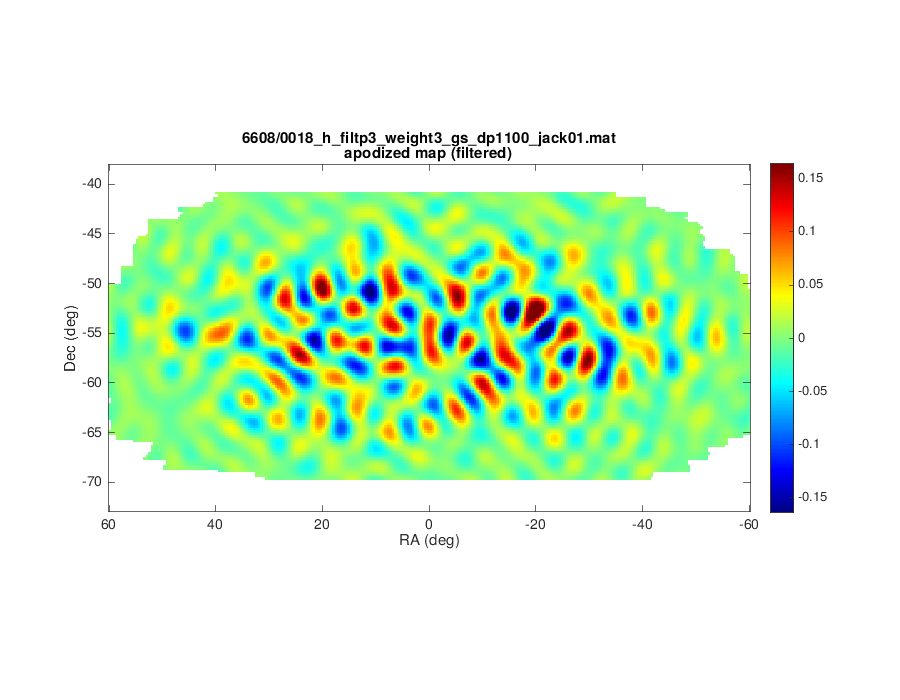 6608/0018_h_filtp3_weight3_gs_dp1100_jack01.mat
apodized map (filtered)
-40
-45
-50
-55
-60
-65
-70
Dec (deg)
60 40 20 0 -20 -40 -60
RA (deg)
0.15
0.1
0.05
0
-0.05
-0.1
-0.15